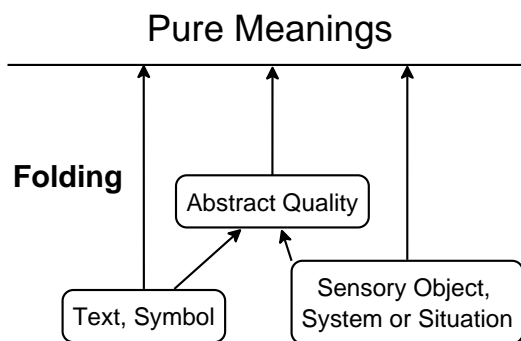 Pure Meanings
Folding
Abstract Quality
Text, Symbol
Sensory Object,
System or Situation